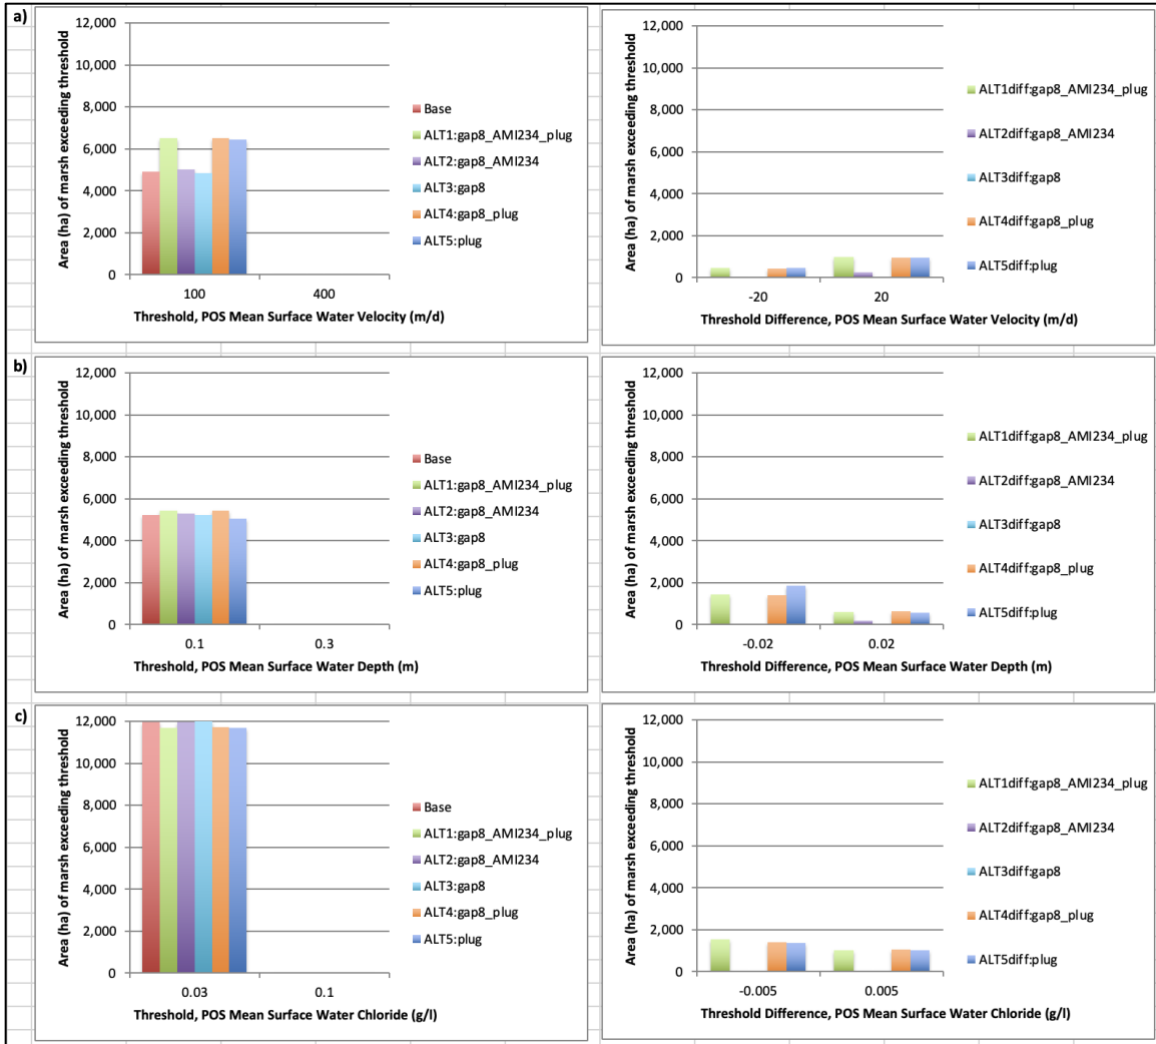 a)
12,000
10,000
8,000
6,000
4,000
2,000
0
Area (ha) of marsh exceeding threshold
100 400
Threshold, POS Mean Surface Water Velocity (m/d)
Base
ALT1:gap8_AMI234_plug
ALT2:gap8_AMI234
ALT3:gap8
ALT4:gap8_plug
ALT5:plug
12,000
10,000
8,000
6,000
4,000
2,000
0
Area (ha) of marsh exceeding threshold
-20 20
Threshold Difference, POS Mean Surface Water Velocity (m/d)
ALT1diff:gap8_AMI234_plug
ALT2diff:gap8_AMI234
ALT3diff:gap8
ALT4diff:gap8_plug
ALT5diff:plug
b)
12,000
10,000
8,000
6,000
4,000
2,000
0
Area (ha) of marsh exceeding threshold
0.1 0.3
Threshold, POS Mean Surface Water Depth (m)
Base
ALT1:gap8_AMI234_plug
ALT2:gap8_AMI234
ALT3:gap8
ALT4:gap8_plug
ALT5:plug
12,000
10,000
8,000
6,000
4,000
2,000
0
Area (ha) of marsh exceeding threshold
-0.02 0.02
Threshold Difference, POS Mean Surface Water Depth (m)
ALT1diff:gap8_AMI234_plug
ALT2diff:gap8_AMI234
ALT3diff:gap8
ALT4diff:gap8_plug
ALT5diff:plug
c)
12,000
10,000
8,000
6,000
4,000
2,000
0
Area (ha) of marsh exceeding threshold
0.03 0.1
Threshold, POS Mean Surface Water Chloride (g/l)
Base
ALT1:gap8_AMI234_plug
ALT2:gap8_AMI234
ALT3:gap8
ALT4:gap8_plug
ALT5:plug
12,000
10,000
8,000
6,000
4,000
2,000
0
Area (ha) of marsh exceeding threshold
-0.005 0.005
Threshold Difference, POS Mean Surface Water Chloride (g/l)
ALT1diff:gap8_AMI234_plug
ALT2diff:gap8_AMI234
ALT3diff:gap8
ALT4diff:gap8_plug
ALT5diff:plug